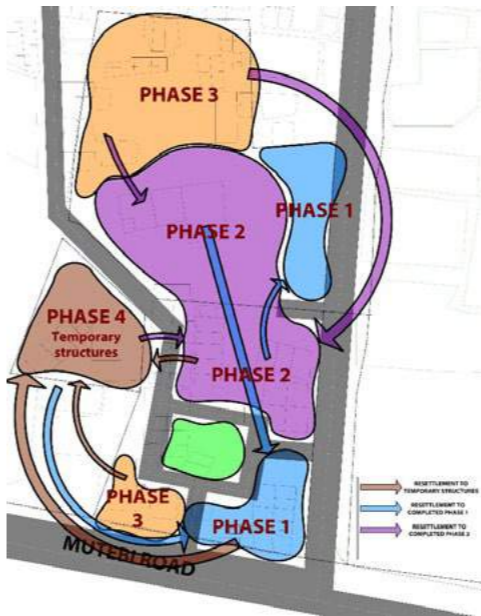 PHASE 3
PHASE 1
PHASE 2
PHASE 4
Temporary
structures
PHASE 2
PHASE
3
PHASE 1
MUTEBI ROAD
RESETTLEMENT TO
TEMPORARY STRUCTURES
RESETTLEMENT TO
COMPLETED PHASE 1
RESETTLEMENT TO
COMPLETED PHASE 2